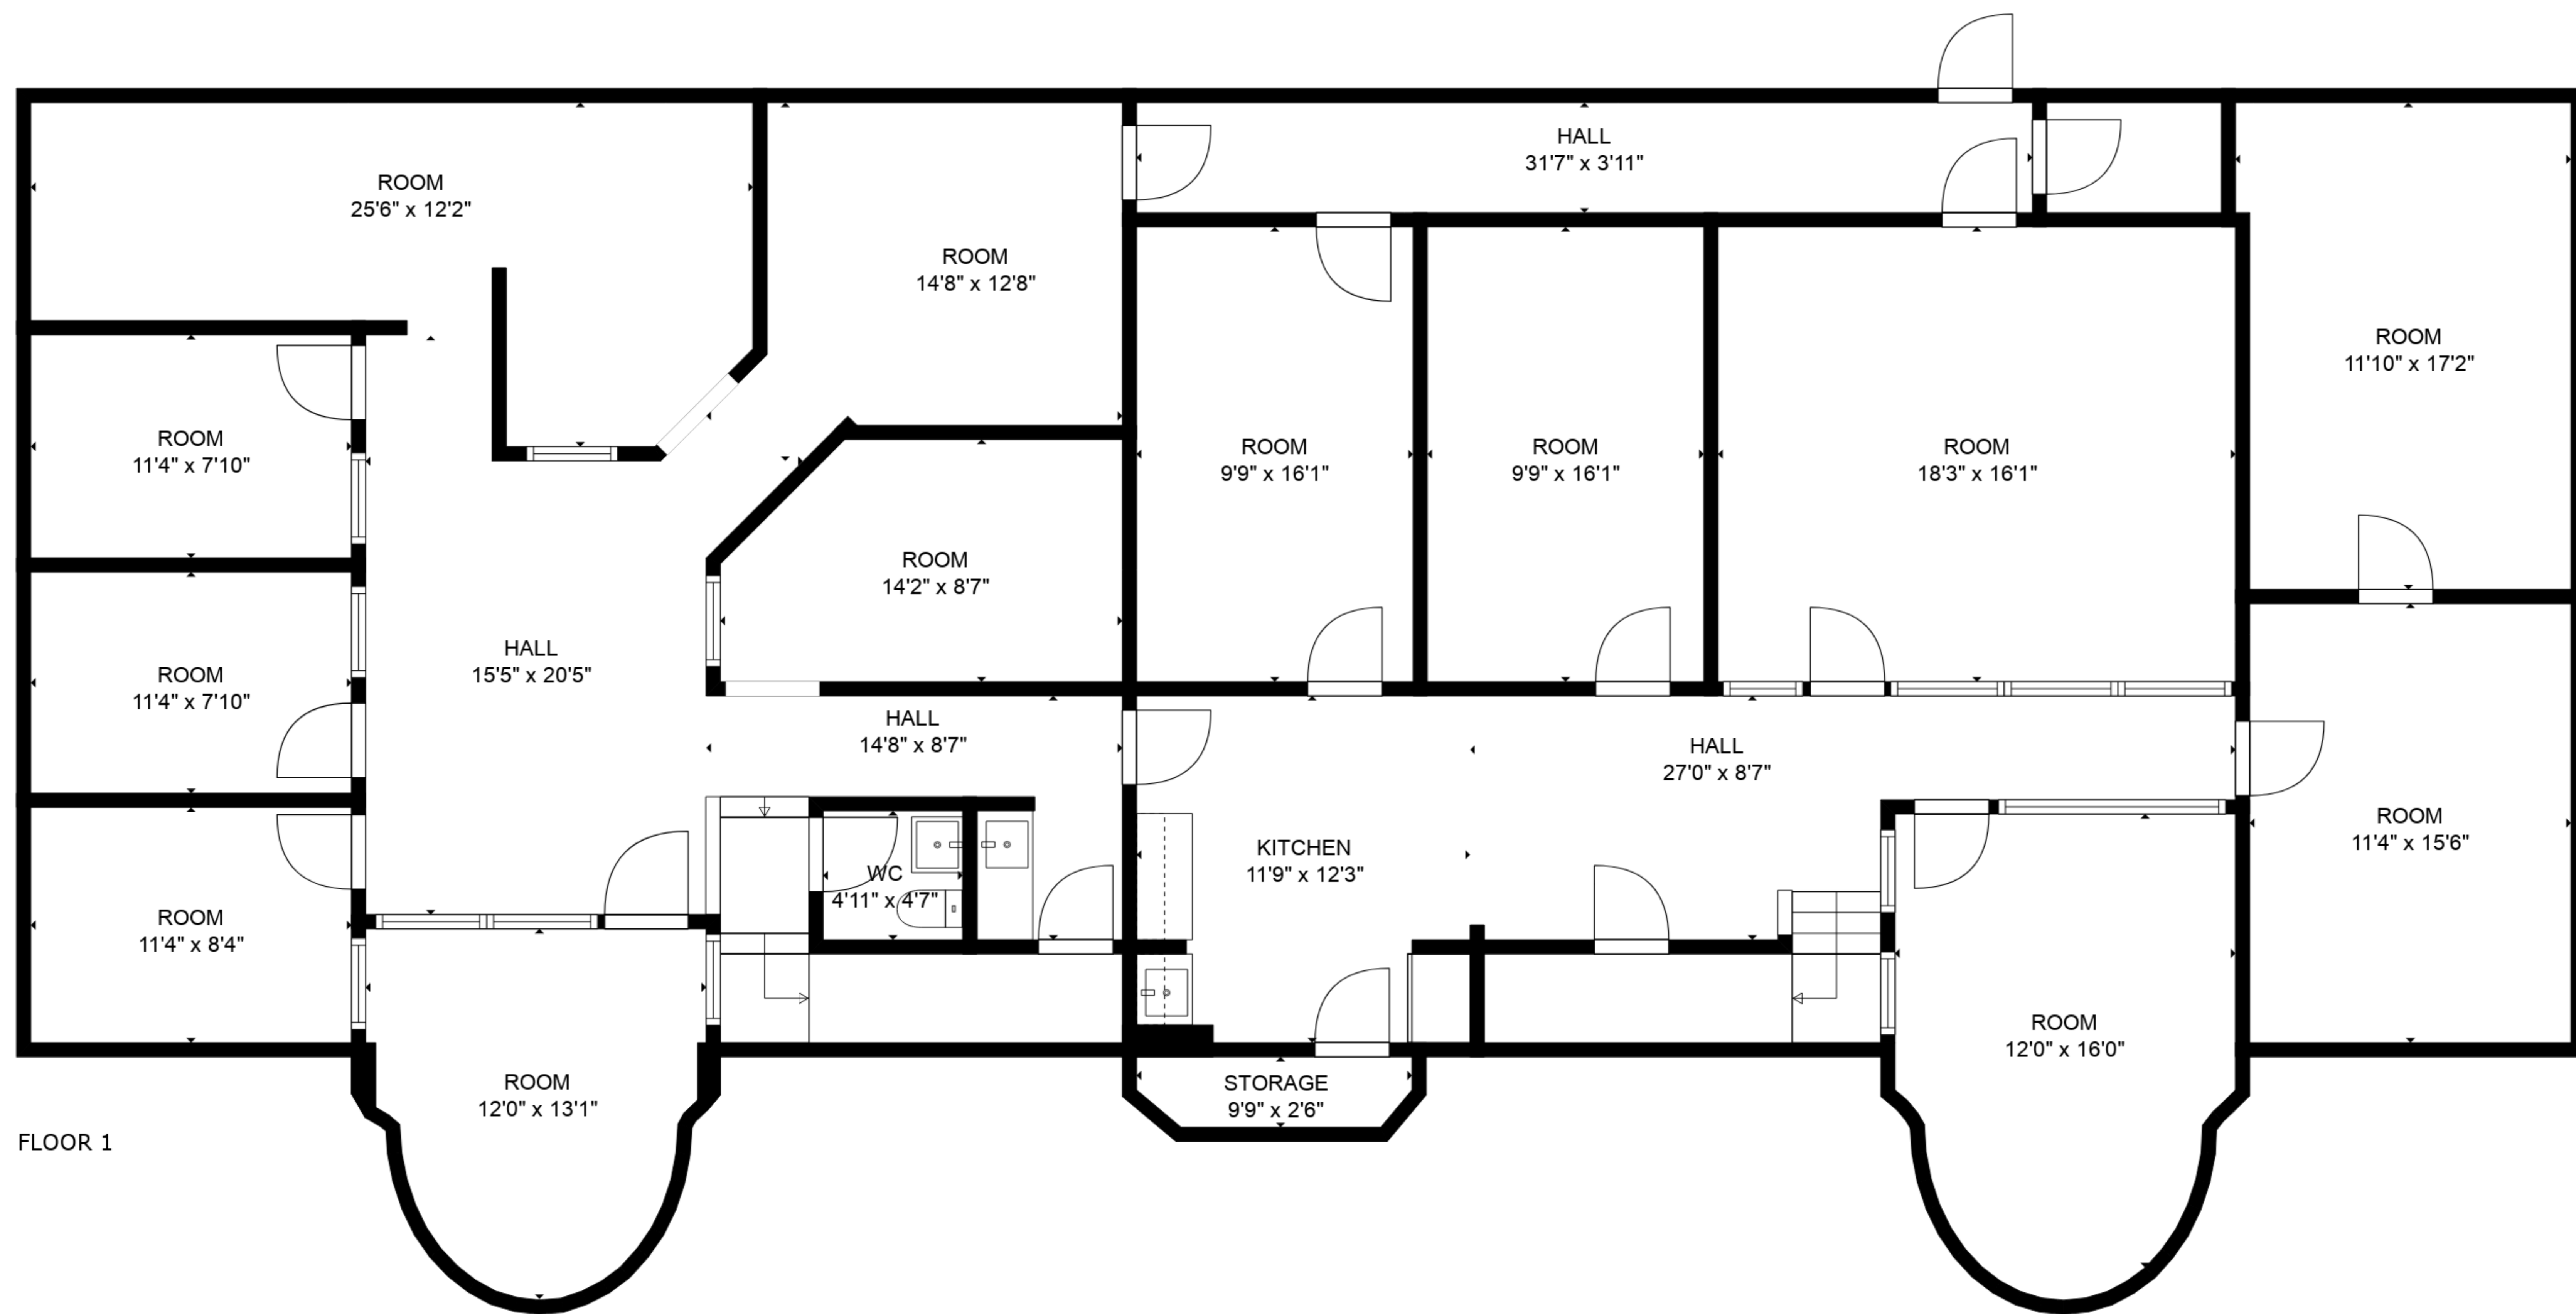 HALL
31'7" x 3'11"
ROOM
25'6" x 12'2"
ROOM
14'8" x 12'8"
ROOM
11'10" x 17'2"
ROOM
11'4" x 7'10"
ROOM
9'9" x 16'1"
ROOM
9'9" x 16'1"
ROOM
18'3" x 16'1"
ROOM
14'2" x 8'7"
HALL
15'5" x 20'5"
ROOM
11'4" x 7'10"
HALL
14'8" x 8'7"
HALL
27'0" x 8'7"
KITCHEN
11'9" x 12'3"
ROOM
11'4" x 15'6"
WC
4'11" x 4'7"
ROOM
11'4" x 8'4"
ROOM
12'0" x 16'0"
ROOM
12'0" x 13'1"
STORAGE
9'9" x 2'6"
FLOOR 1